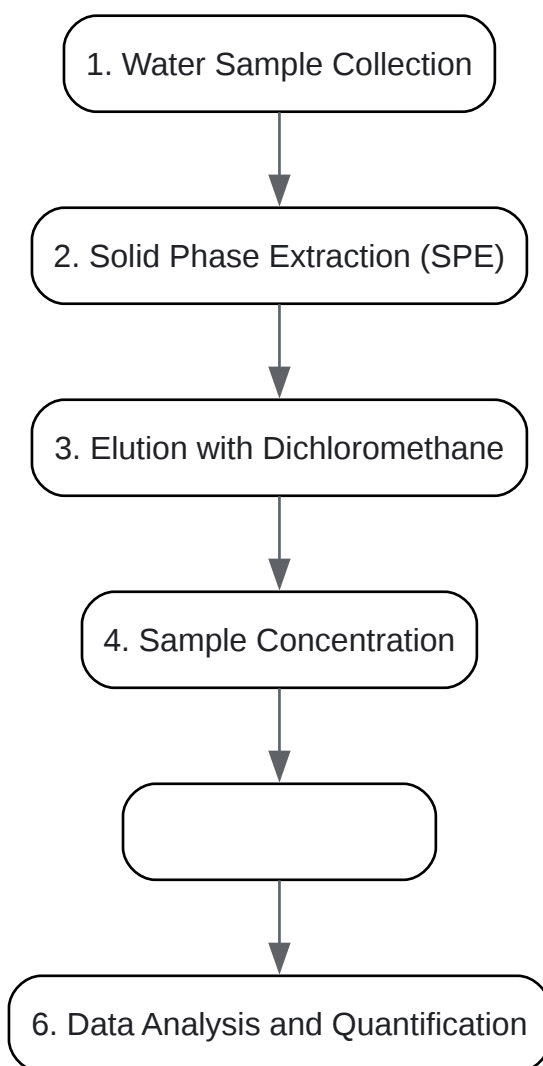 1. Water Sample Collection
2. Solid Phase Extraction (SPE)
3. Elution with Dichloromethane
4. Sample Concentration
6. Data Analysis and Quantification